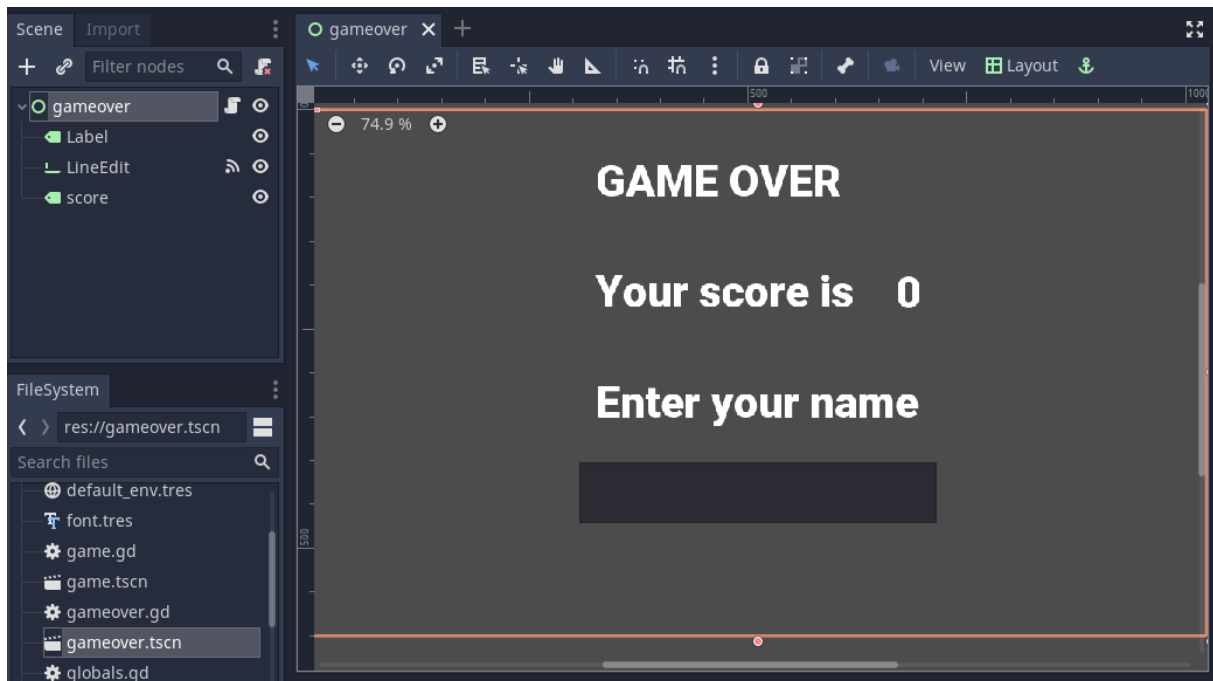 Scene Import
Filter nodes
gameover
Label
LineEdit
score
FileSystem
res://gameover.tscn
Search files
default_env.tres
font.tres
game.gd
game.tscn
gameover.gd
gameover.tscn
globals.gd
gameover
View Layout
500 1000
74.9 %
GAME OVER
Your score is 0
Enter your name
500